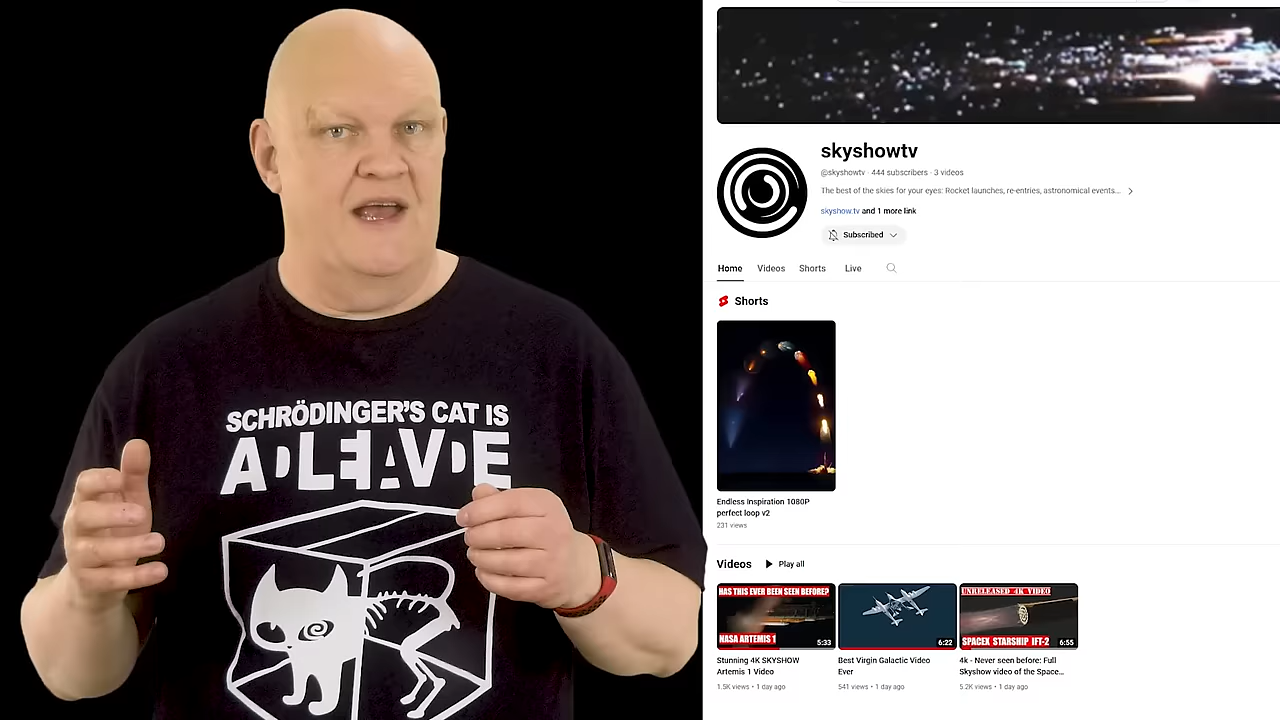 SCHRÖDINGER'S CAT IS
skyshowtv
@skyshowtv · 444 subscribers · 3 videos
The best of the skies for your eyes: Rocket launches, re-entries, astronomical events...
skyshow.tv and 1 more link
Subscribed
Home Videos Shorts Live
Shorts
Endless Inspiration 1080P
perfect loop v2
231 views
Videos Play all
HAS THIS EVER BEEN SEEN BEFORE?
NASA ARTEMIS 1
5:33
6:22
UNRELEASED 4K VIDEO
SPACEX STARSHIP IFT-2
6:55
Stunning 4K SKYSHOW
Artemis 1 Video
1.5K views • 1 day ago
Best Virgin Galactic Video
Ever
541 views • 1 day ago
4k - Never seen before: Full
Skyshow video of the Space...
5.2K views • 1 day ago